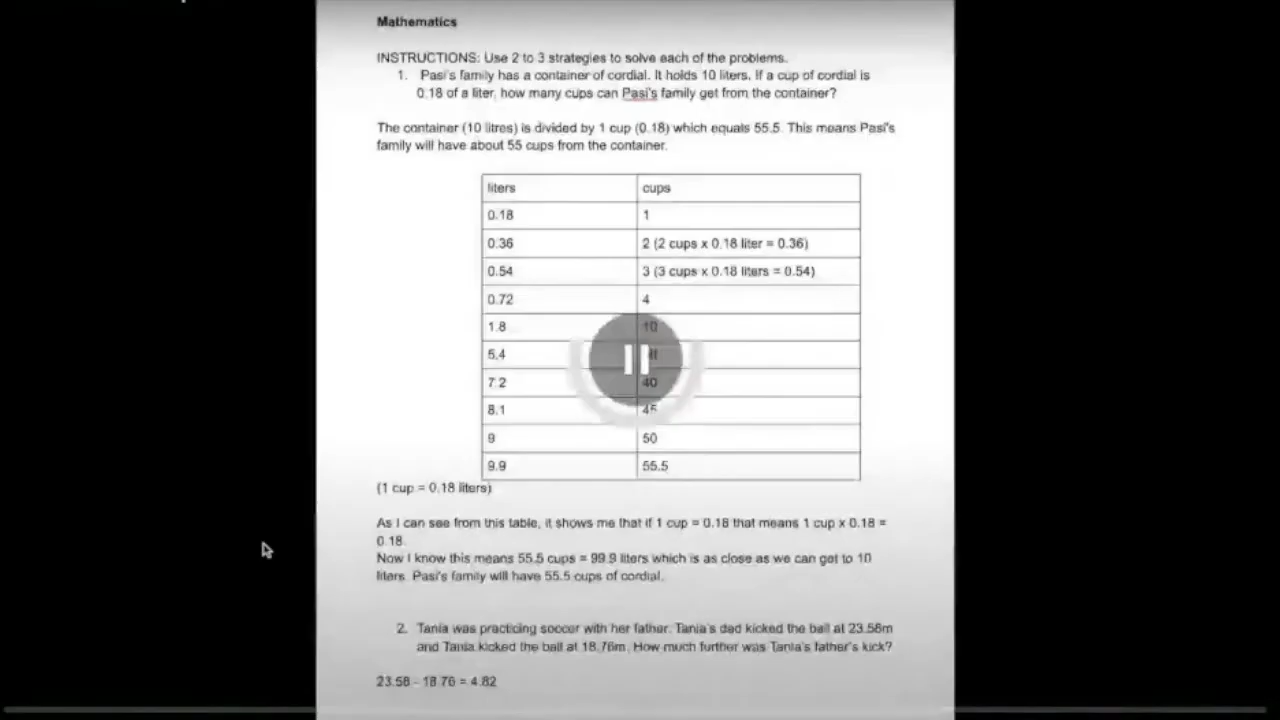 Mathematics
INSTRUCTIONS: Use 2 to 3 strategies to solve each of the problems.
1. Pasi's family has a container of cordial. It holds 10 liters. If a cup of cordial is
0.18 of a liter, how many cups can Pasi's family get from the container?
The container (10 litres) is divided by 1 cup (0.18) which equals 55.5. This means Pasi's
family will have about 55 cups from the container.
liters cups
0.18 1
0.36 2 (2 cups x 0.18 liter = 0.36)
0.54 3 (3 cups x 0.18 liters = 0.54)
0.72 4
1.8 10
5.4
7.2 40
8.1 45
9 50
9.9 55.5
(1 cup = 0.18 liters)
As I can see from this table, it shows me that if 1 cup = 0.18 that means 1 cup x 0.18 =
0.18.
Now I know this means 55.5 cups = 99.9 liters which is as close as we can get to 10
liters. Pasi's family will have 55.5 cups of cordial.
2. Tania was practicing soccer with her father. Tania's dad kicked the ball at 23.58m
and Tania kicked the ball at 18.76m. How much further was Tania's father's kick?
23.58 - 18.76 = 4.82